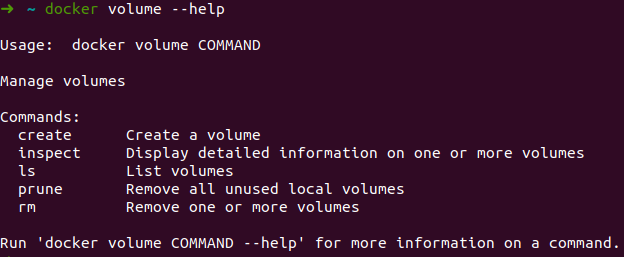 ➜ ~ docker volume --help
Usage:  docker volume COMMAND
Manage volumes
Commands:
  create      Create a volume
  inspect     Display detailed information on one or more volumes
  ls          List volumes
  prune       Remove all unused local volumes
  rm          Remove one or more volumes
Run 'docker volume COMMAND --help' for more information on a command.